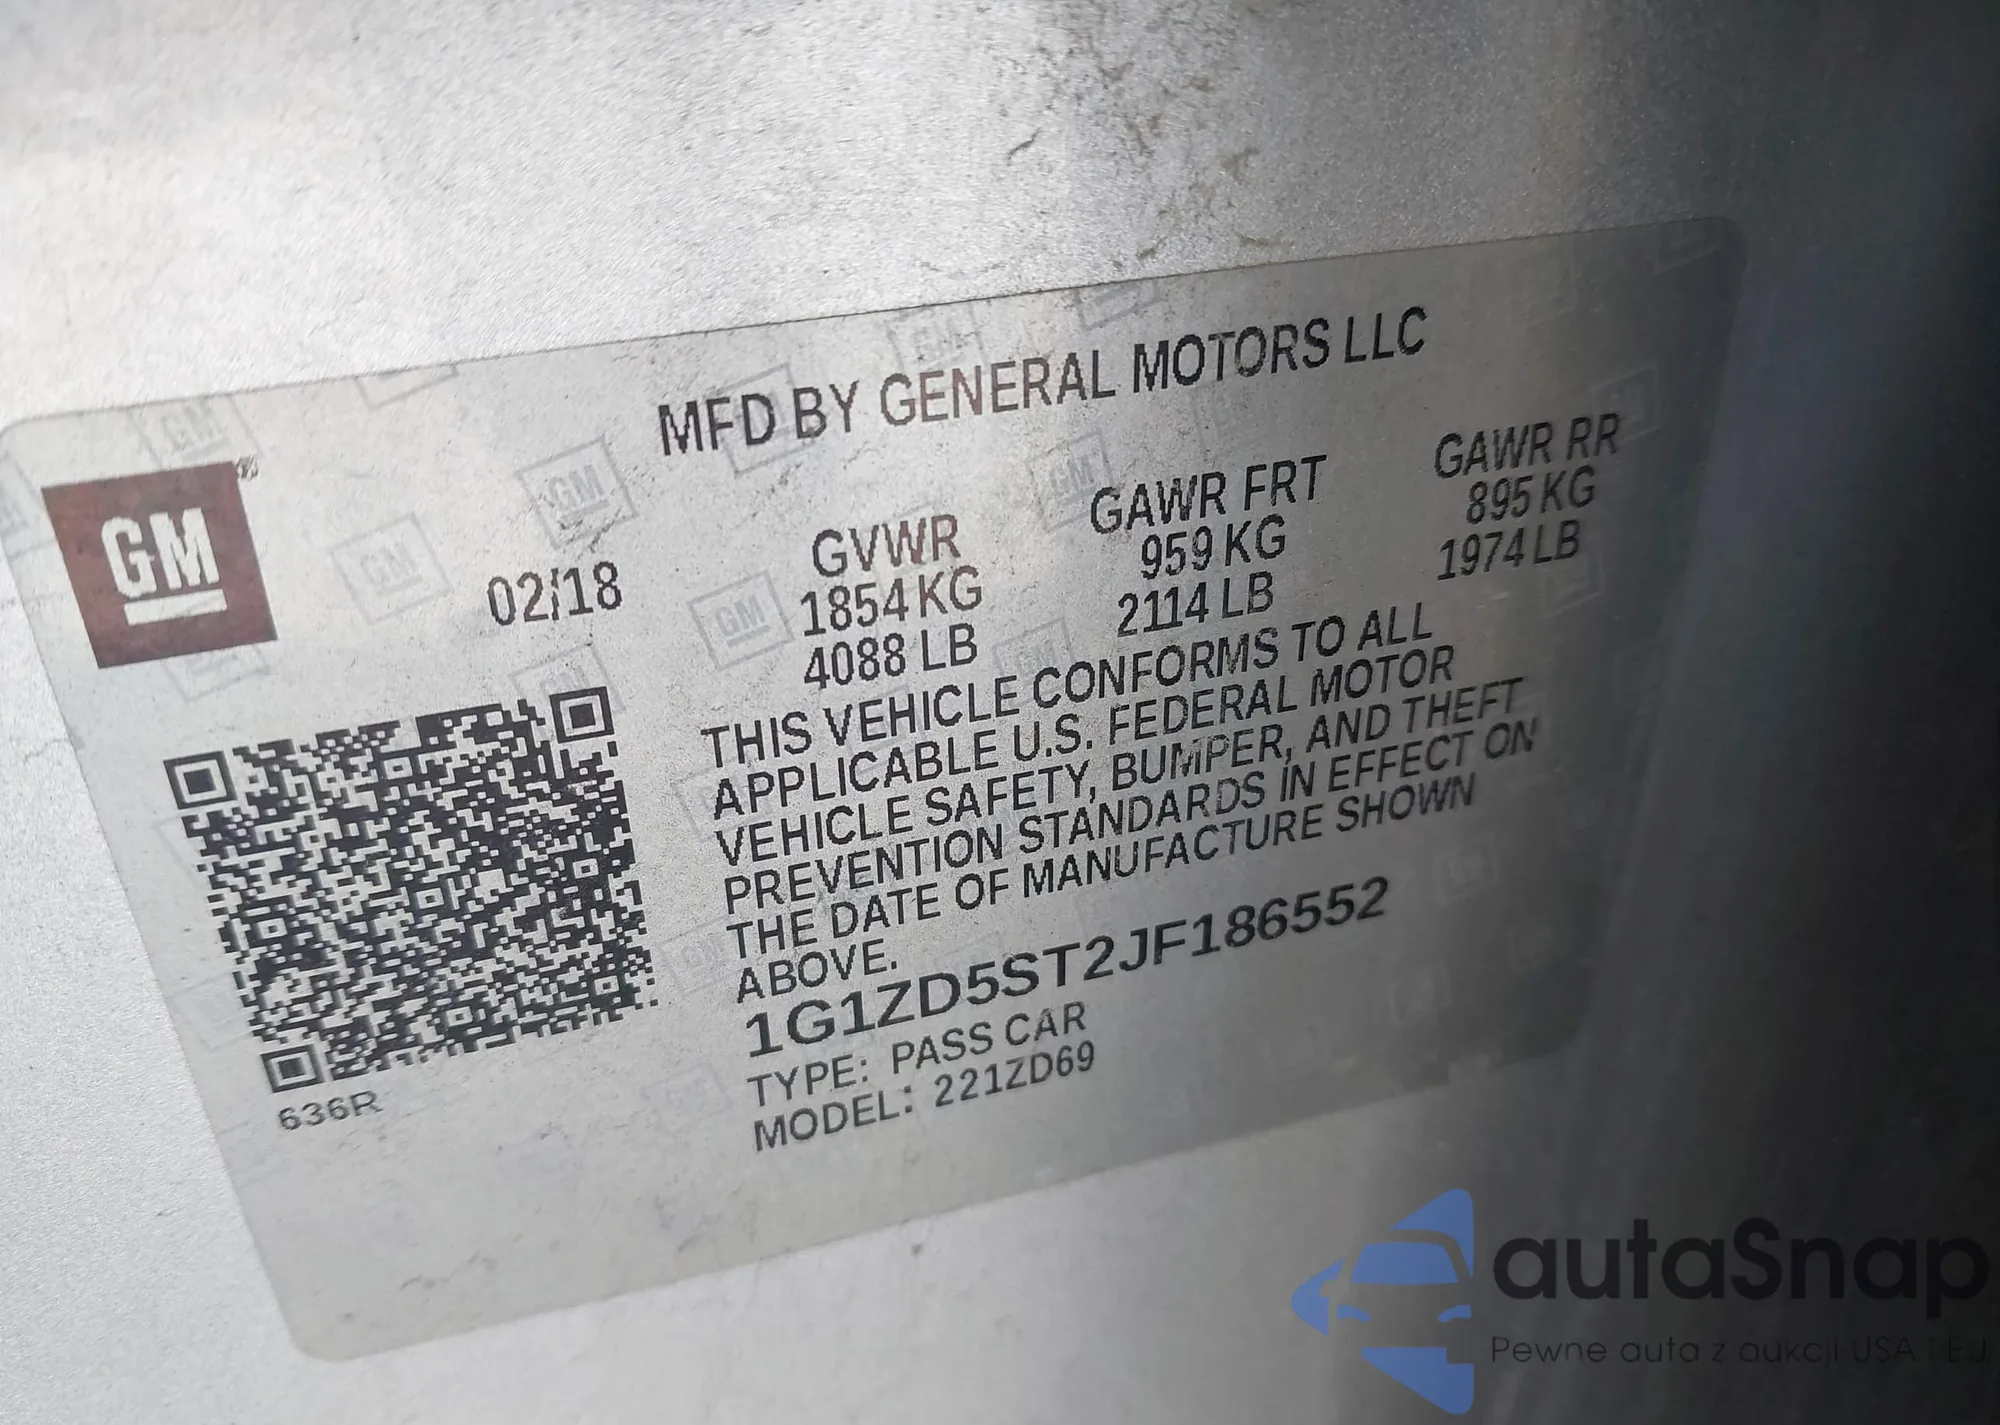 MFD BY GENERAL MOTORS LLC
GM
02/18
GVWR
1854 KG
4088 LB
GAWR FRT
959 KG
2114 LB
GAWR RR
895 KG
1974 LB
THIS VEHICLE CONFORMS TO ALL
APPLICABLE U.S. FEDERAL MOTOR
VEHICLE SAFETY, BUMPER, AND THEFT
PREVENTION STANDARDS IN EFFECT ON
THE DATE OF MANUFACTURE SHOWN
ABOVE.
1G1ZD5ST2JF186552
TYPE: PASS CAR
MODEL: 221ZD69
636R
autaSnap
Pewne auta z aukcji USA i EU